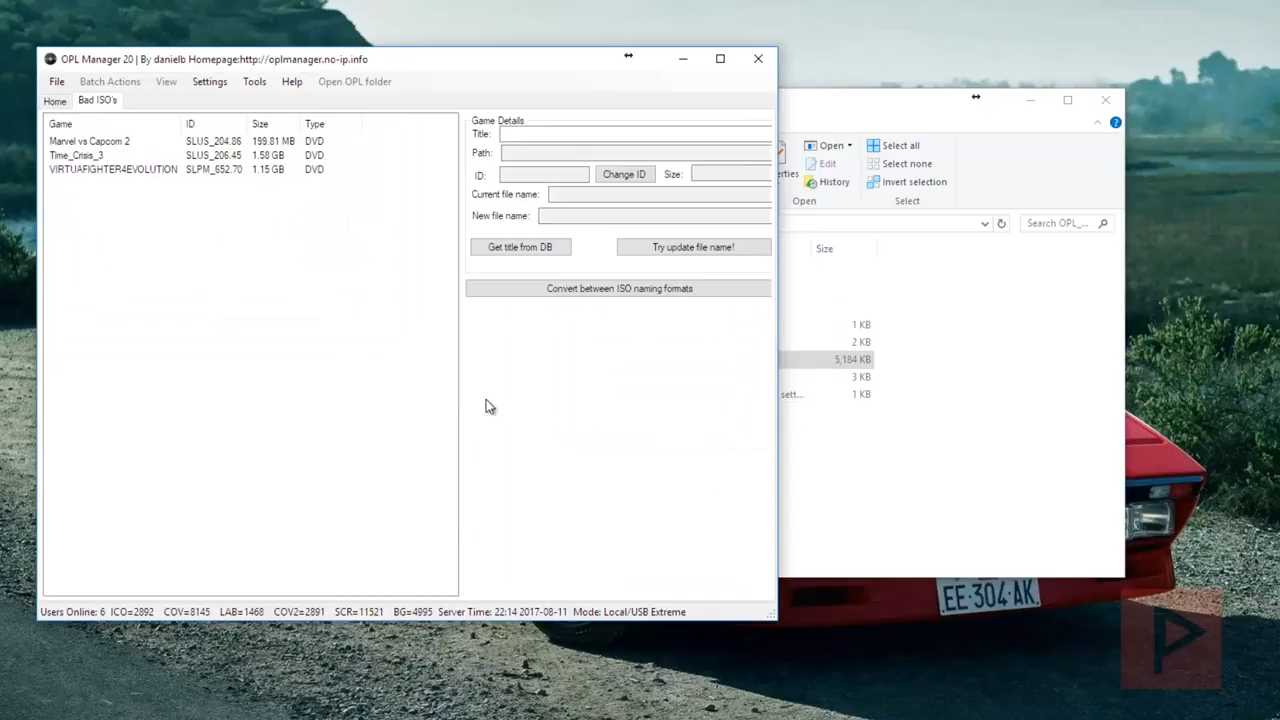 OPL Manager 20 | By danielb Homepage:http://oplmanager.no-ip.info
File Batch Actions View Settings Tools Help Open OPL folder
Home Bad ISO's
Game ID Size Type
Marvel vs Capcom 2 SLUS_204.86 199.81 MB DVD
Time_Crisis_3 SLUS_206.45 1.58 GB DVD
VIRTUAFIGHTER4EVOLUTION SLPM_652.70 1.15 GB DVD
Game Details
Title:
Path:
ID: Change ID Size:
Current file name:
New file name:
Get title from DB Try update file name!
Convert between ISO naming formats
Users Online: 6 ICO=2892 COV=8145 LAB=1468 COV2=2891 SCR=11521 BG=4995 Server Time: 22:14 2017-08-11 Mode: Local/USB Extreme
Open Select all
Edit Select none
erties History Invert selection
Open Select
Search OPL_...
Size
1 KB
2 KB
5,184 KB
3 KB
sett... 1 KB
EE·304·AK
P